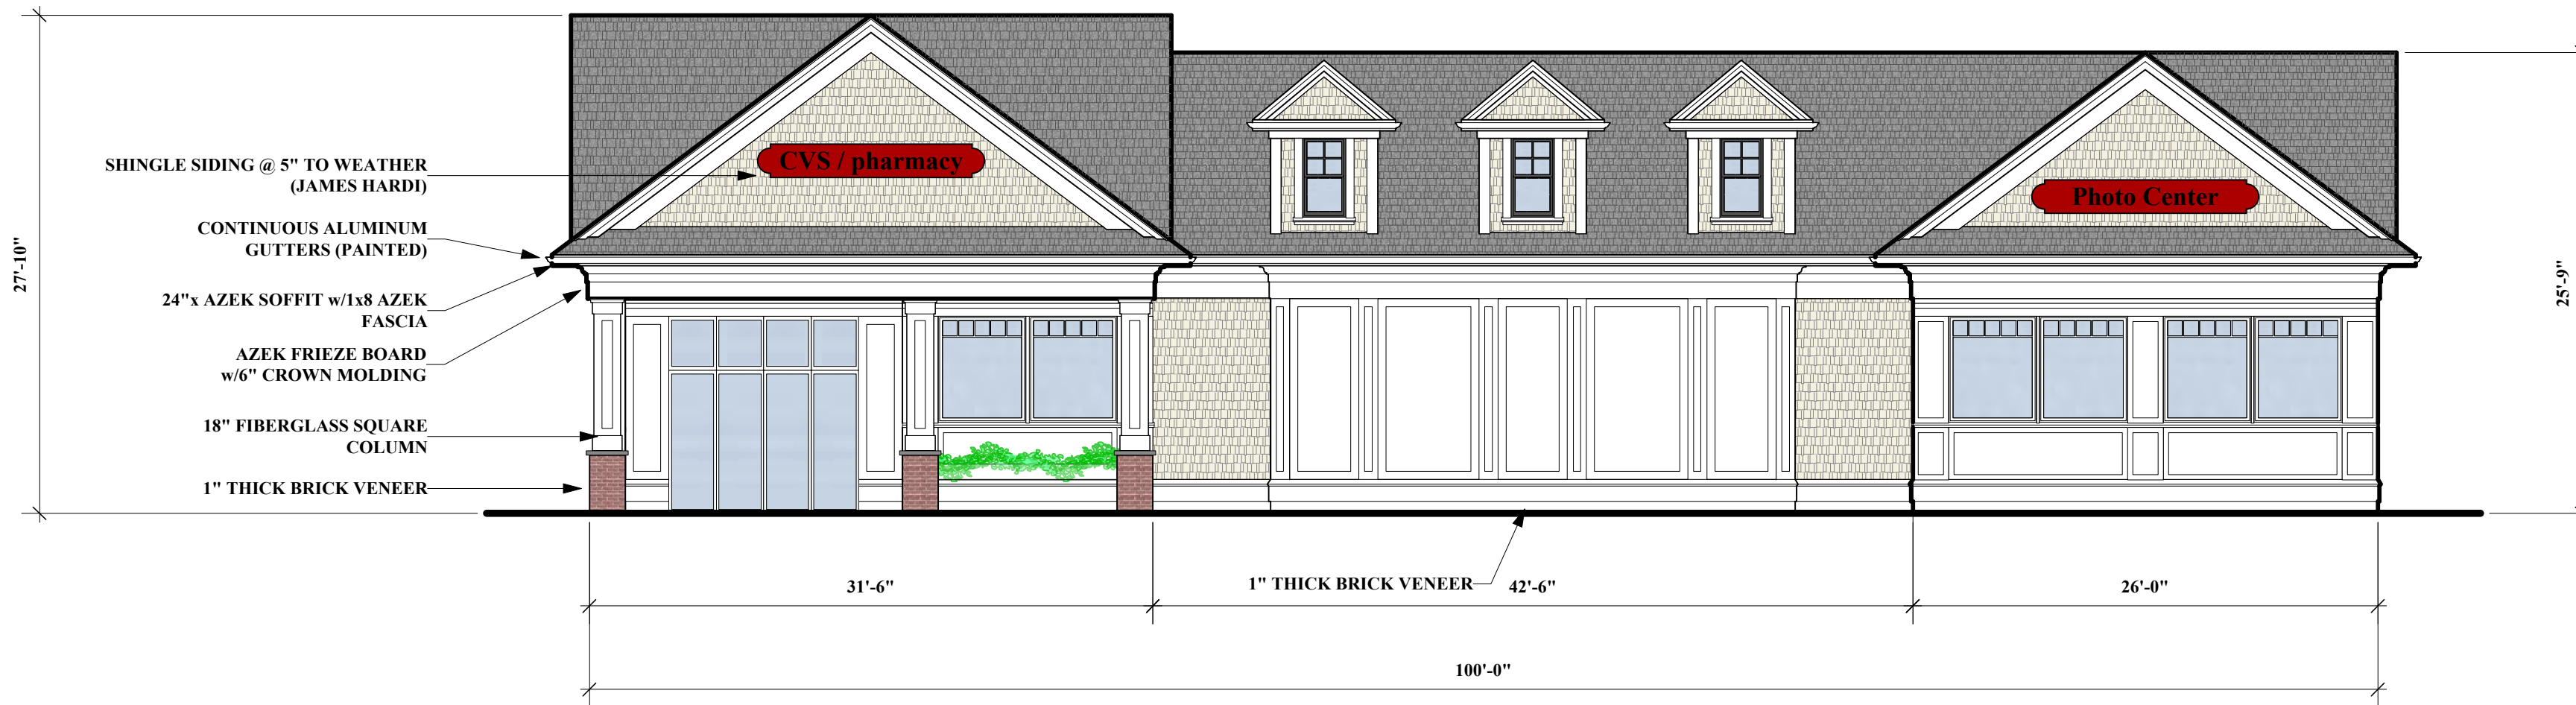 CVS / pharmacy
Photo Center
27'-10"
25'-9"
SHINGLE SIDING @ 5" TO WEATHER
(JAMES HARDI)
CONTINUOUS ALUMINUM
GUTTERS (PAINTED)
24"x AZEK SOFFIT w/1x8 AZEK
FASCIA
AZEK FRIEZE BOARD
w/6" CROWN MOLDING
18" FIBERGLASS SQUARE
COLUMN
1" THICK BRICK VENEER
31'-6"
1" THICK BRICK VENEER
42'-6"
26'-0"
100'-0"